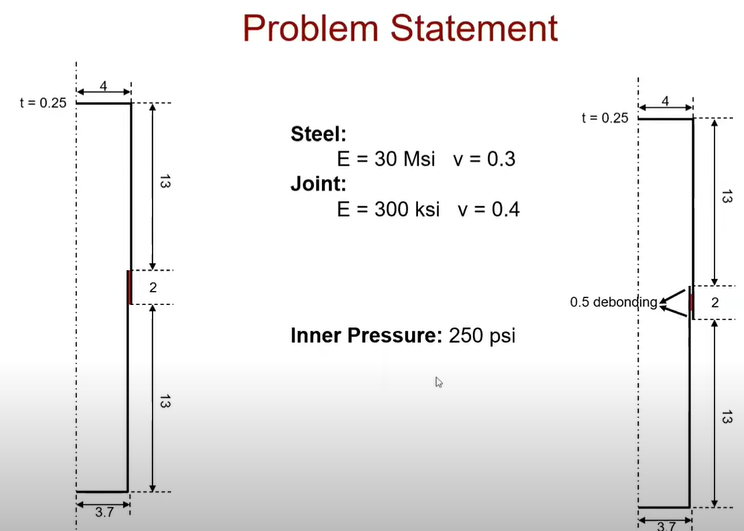 Problem Statement
4
t = 0.25
13
2
13
3.7
Steel:
E = 30 Msi v = 0.3
Joint:
E = 300 ksi v = 0.4
Inner Pressure: 250 psi
4
t = 0.25
13
0.5 debonding
2
13
3.7